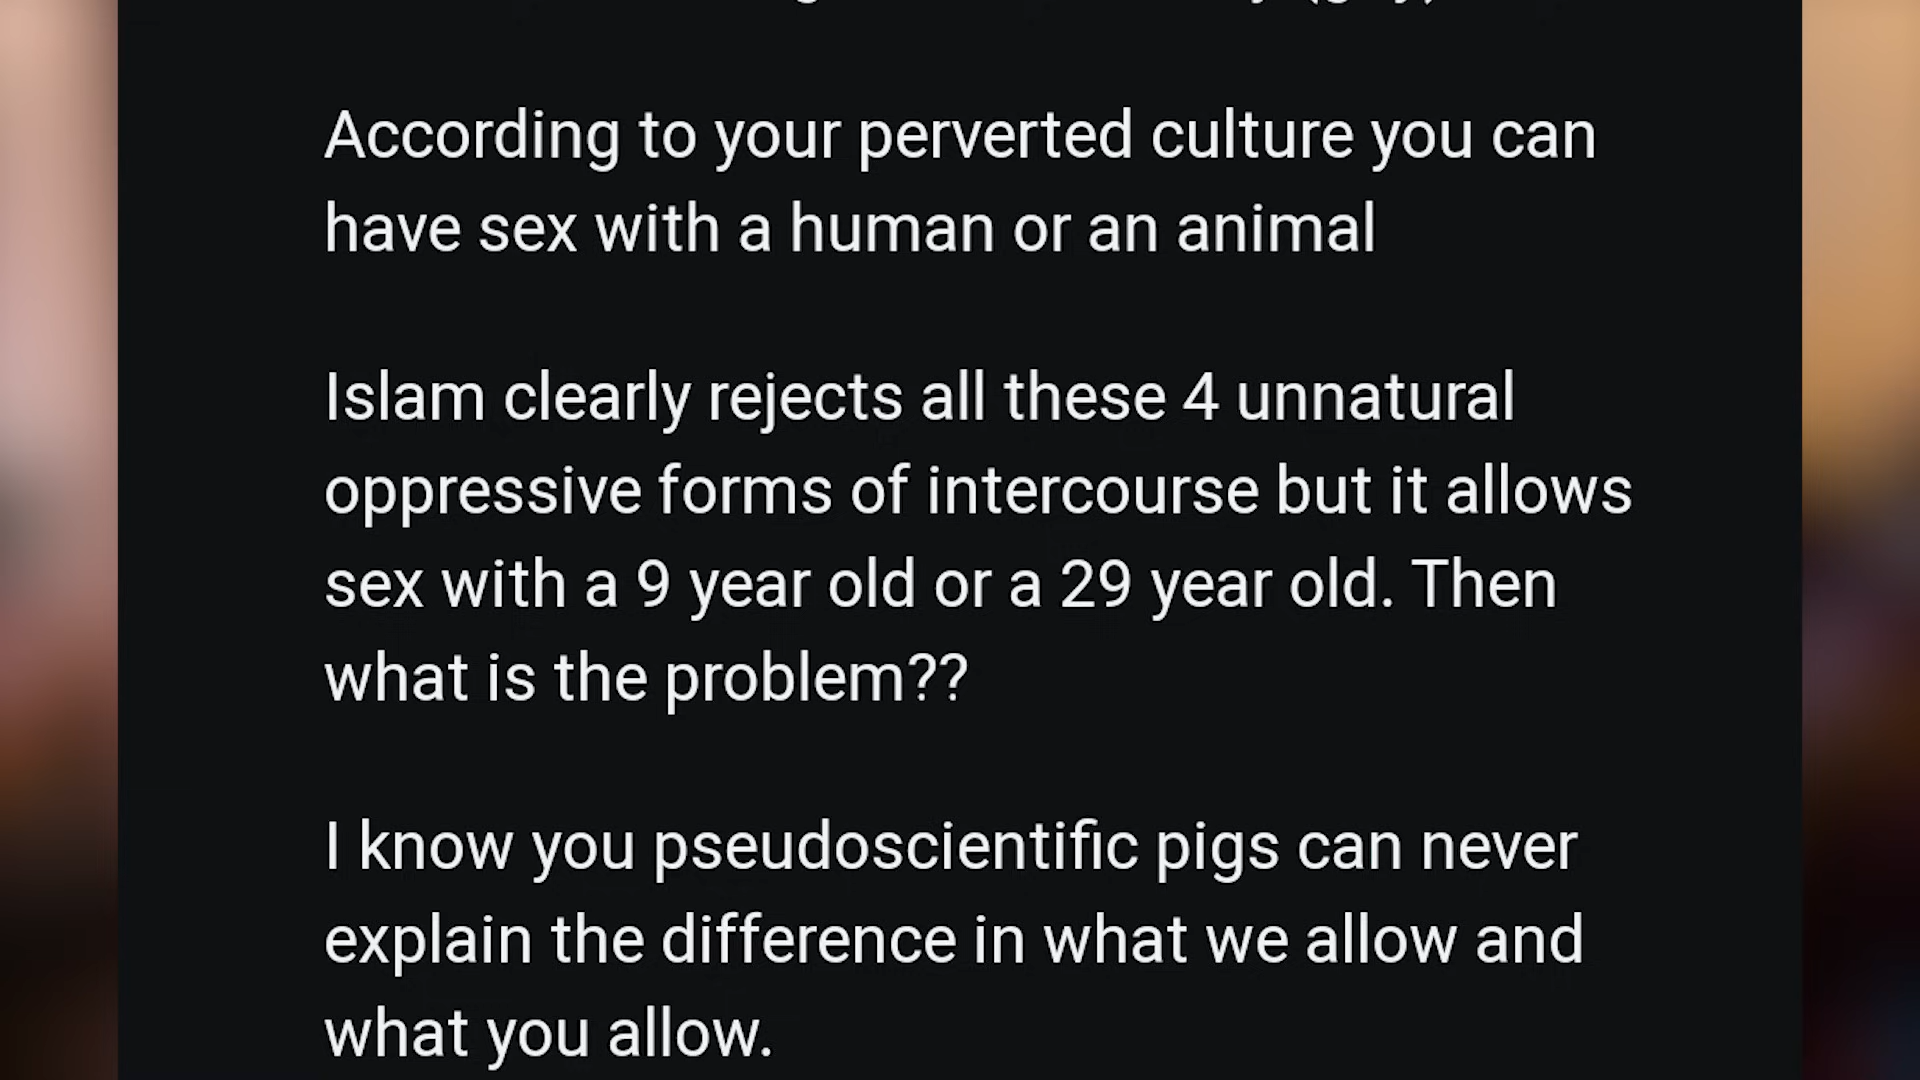 According to your perverted culture you can
have sex with a human or an animal
Islam clearly rejects all these 4 unnatural
oppressive forms of intercourse but it allows
sex with a 9 year old or a 29 year old. Then
what is the problem??
I know you pseudoscientific pigs can never
explain the difference in what we allow and
what you allow.